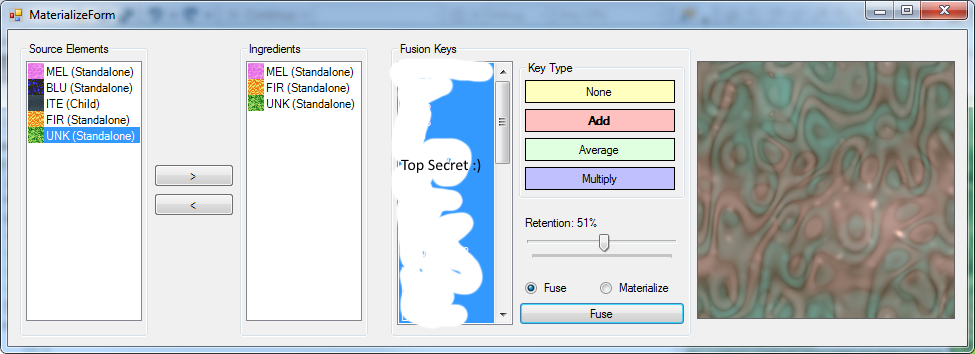 MaterializeForm
Source Elements
MEL (Standalone)
BLU (Standalone)
ITE (Child)
FIR (Standalone)
UNK (Standalone)
>
<
Ingredients
MEL (Standalone)
FIR (Standalone)
UNK (Standalone)
Fusion Keys
Top Secret :)
Key Type
None
Add
Average
Multiply
Retention: 51%
Fuse
Materialize
Fuse